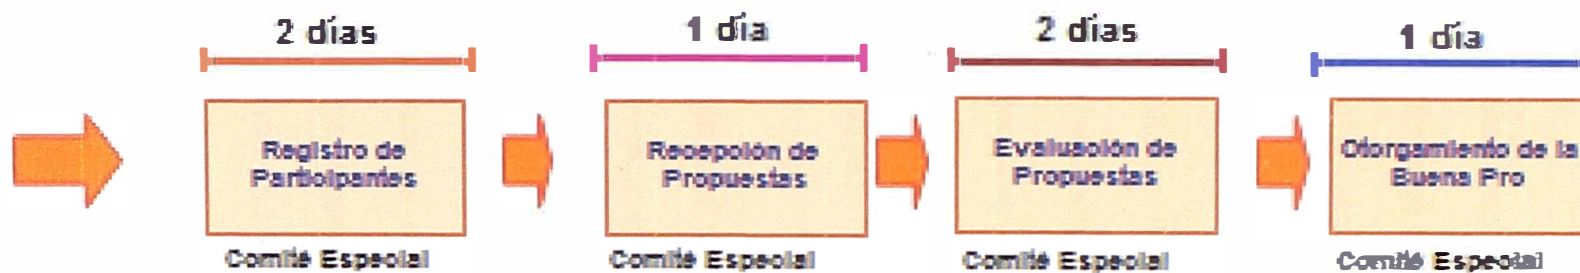 2 días
1 día
2 días
1 día
Registro de
Participantes
Recepción de
Propuestas
Evaluación de
Propuestas
Otorgamiento de la
Buena Pro
Comité Especial
Comité Especial
Comité Especial
Comité Especial